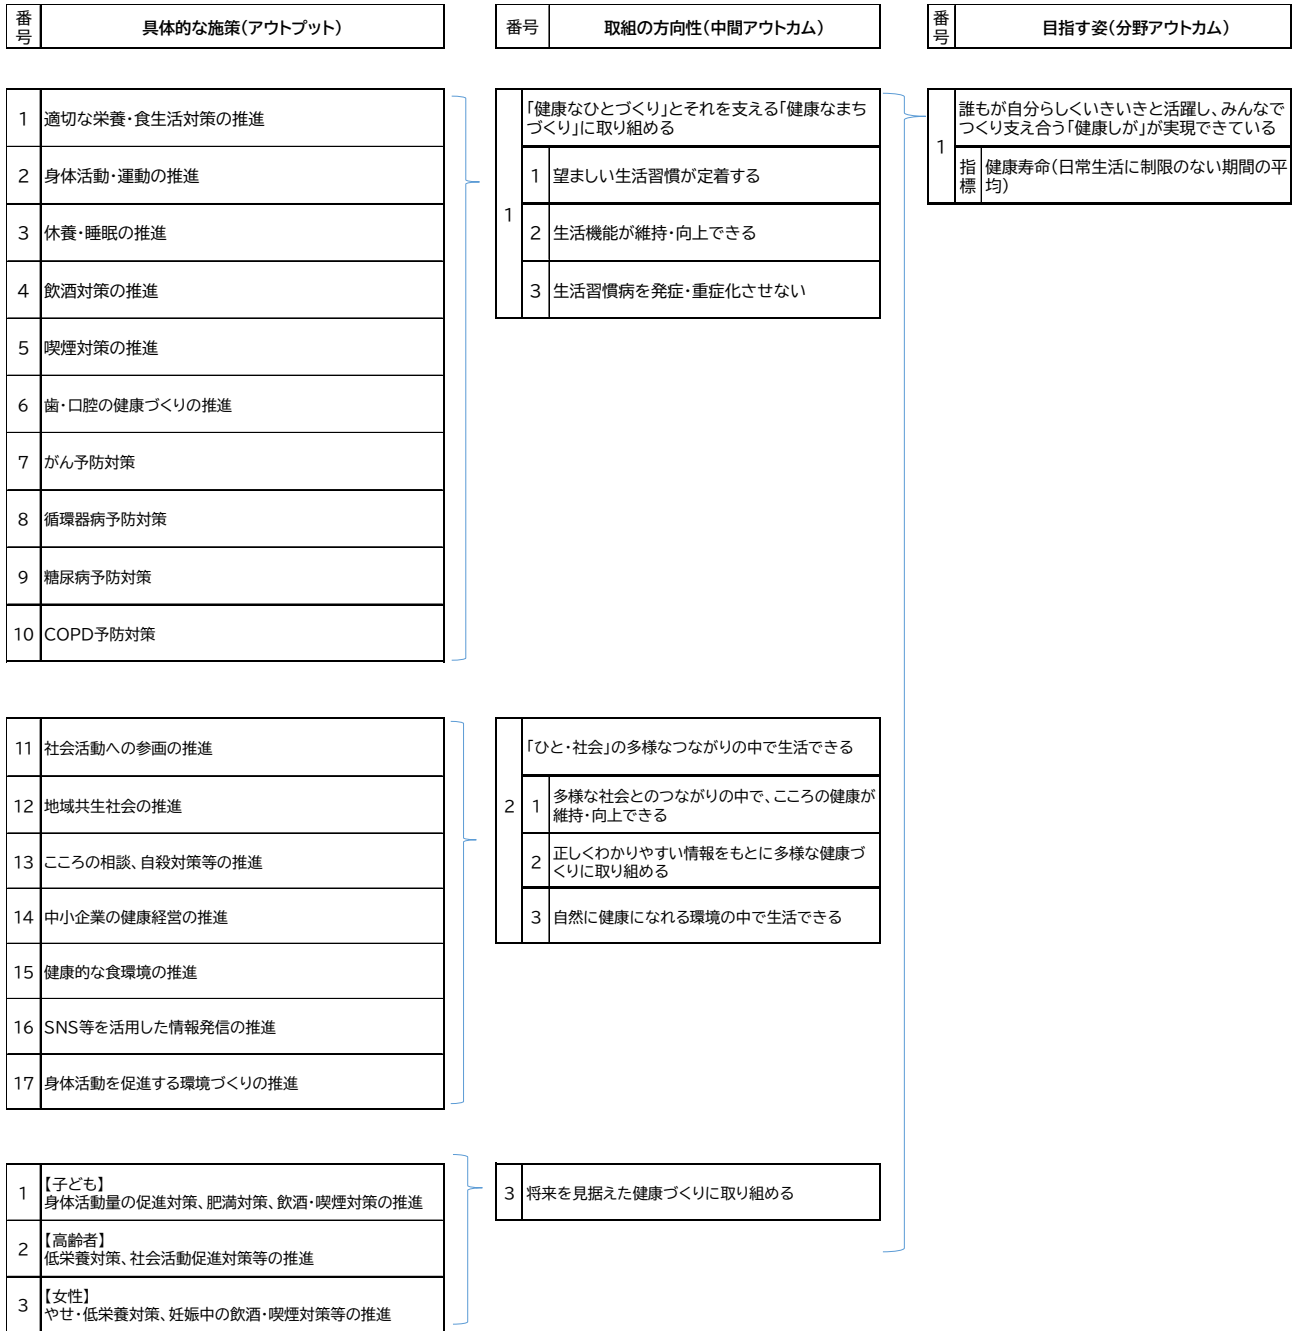 番号
具体的な施策(アウトプット)
番号
取組の方向性(中間アウトカム)
番号
目指す姿(分野アウトカム)
1 適切な栄養・食生活対策の推進
2 身体活動・運動の推進
3 休養・睡眠の推進
4 飲酒対策の推進
5 喫煙対策の推進
6 歯・口腔の健康づくりの推進
7 がん予防対策
8 循環器病予防対策
9 糖尿病予防対策
10 COPD予防対策
1
「健康なひとづくり」とそれを支える「健康なまち
づくり」に取り組める
1 望ましい生活習慣が定着する
2 生活機能が維持・向上できる
3 生活習慣病を発症・重症化させない
1
誰もが自分らしくいきいきと活躍し、みんなで
つくり支え合う「健康しが」が実現できている
指標
健康寿命(日常生活に制限のない期間の平
均)
11 社会活動への参画の推進
12 地域共生社会の推進
13 こころの相談、自殺対策等の推進
14 中小企業の健康経営の推進
15 健康的な食環境の推進
16 SNS等を活用した情報発信の推進
17 身体活動を促進する環境づくりの推進
2
「ひと・社会」の多様なつながりの中で生活できる
1 多様な社会とのつながりの中で、こころの健康が
維持・向上できる
2 正しくわかりやすい情報をもとに多様な健康づ
くりに取り組める
3 自然に健康になれる環境の中で生活できる
1 【子ども】
身体活動量の促進対策、肥満対策、飲酒・喫煙対策の推進
2 【高齢者】
低栄養対策、社会活動促進対策等の推進
3 【女性】
やせ・低栄養対策、妊娠中の飲酒・喫煙対策等の推進
3 将来を見据えた健康づくりに取り組める